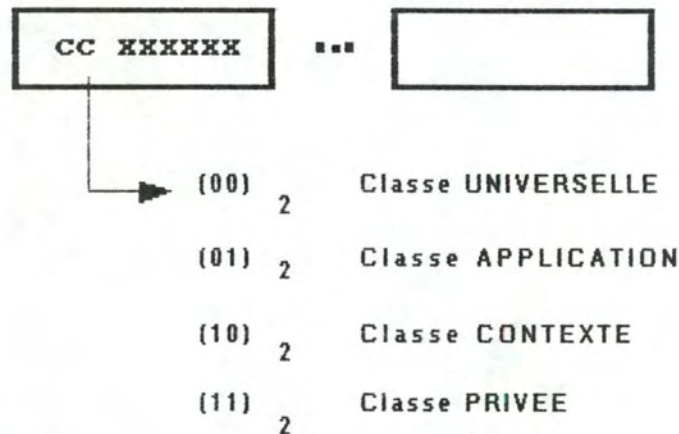 CC XXXXXX ...
(00) 2 Classe UNIVERSELLE
(01) 2 Classe APPLICATION
(10) 2 Classe CONTEXTE
(11) 2 Classe PRIVEE